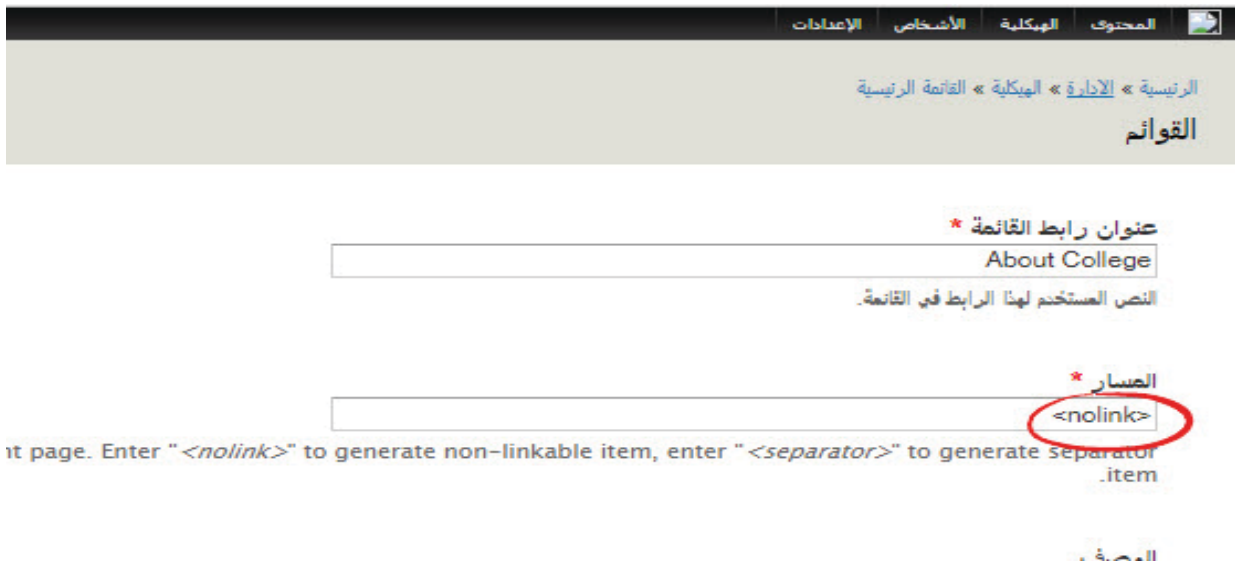 المحتوى الهيكلية الأشخاص الإعدادات
الرئيسية » الادارة » الهيكلية » القائمة الرئيسية
القوائم
عنوان رابط القائمة *
About College
النص المستخدم لهذا الرابط في القائمة.
المسار *
<nolink>
nt page. Enter "<nolink>" to generate non-linkable item, enter "<separator>" to generate separator
item.